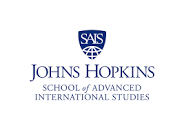 SAIS
JOHNS HOPKINS
SCHOOL of ADVANCED
INTERNATIONAL STUDIES